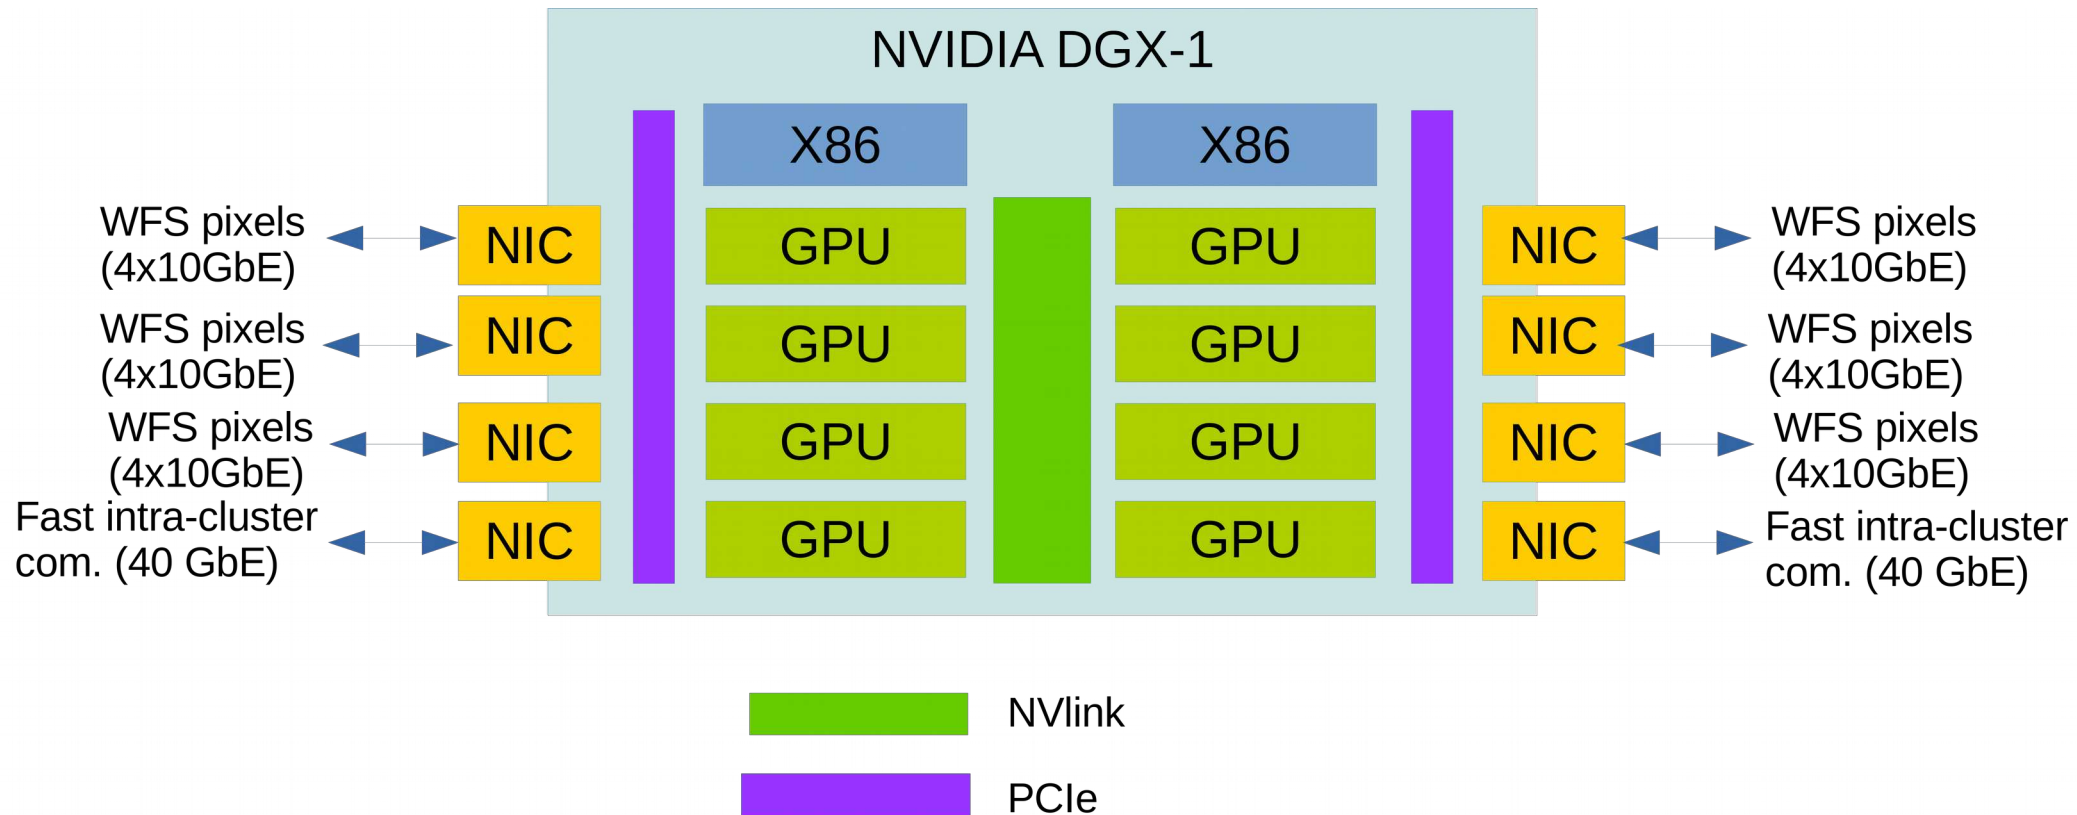 NVIDIA DGX-1
X86
X86
WFS pixels
(4x10GbE)
NIC
GPU
GPU
NIC
WFS pixels
(4x10GbE)
WFS pixels
(4x10GbE)
NIC
GPU
GPU
NIC
WFS pixels
(4x10GbE)
WFS pixels
(4x10GbE)
NIC
GPU
GPU
NIC
WFS pixels
(4x10GbE)
Fast intra-cluster
com. (40 GbE)
NIC
GPU
GPU
NIC
Fast intra-cluster
com. (40 GbE)
NVlink
PCIe